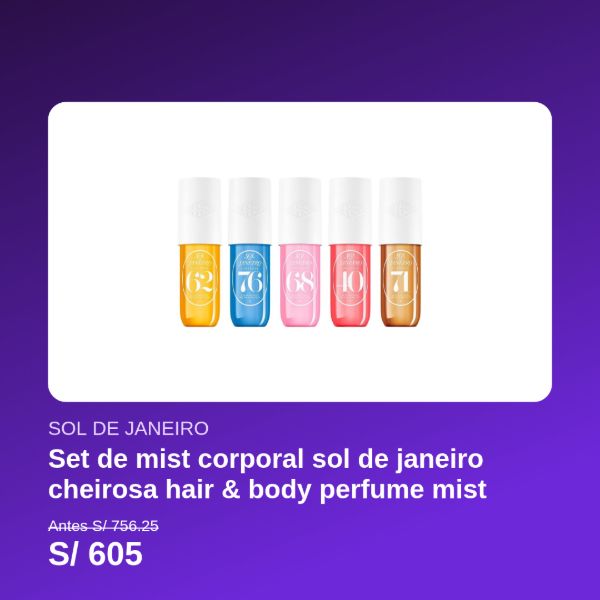 62
76
68
40
71
SOL DE JANEIRO
Set de mist corporal sol de janeiro
cheirosa hair & body perfume mist
Antes S/ 756.25
S/ 605